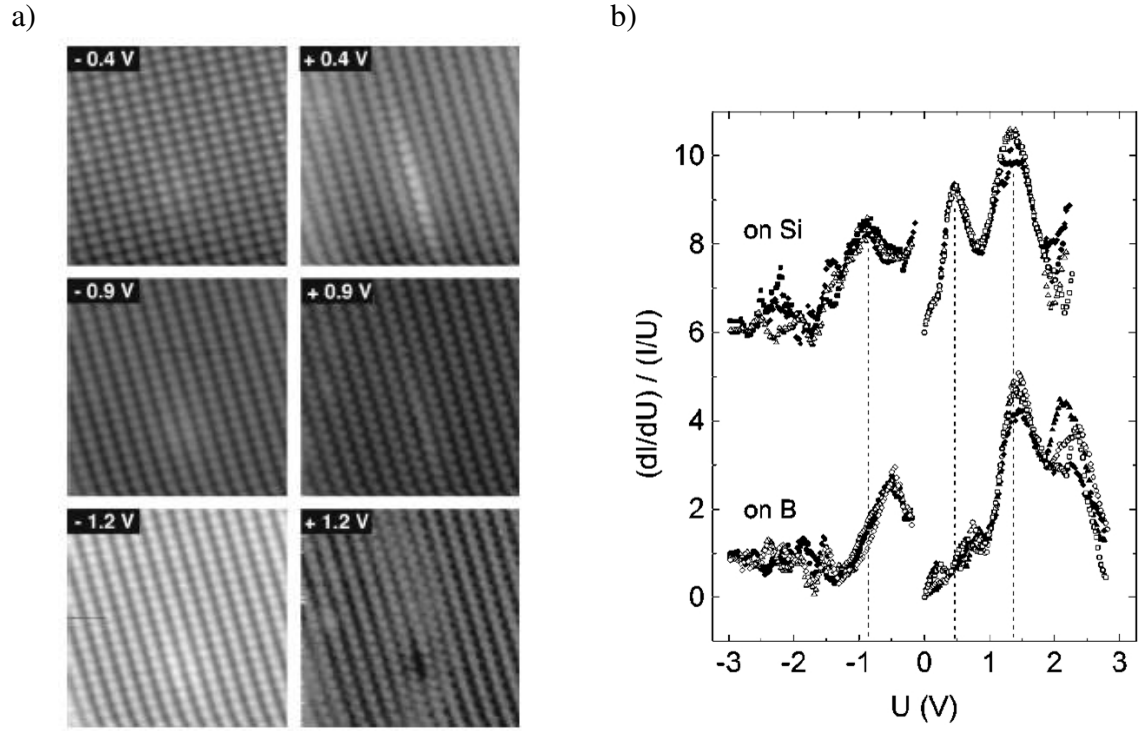 a)
b)
- 0.4 V
+ 0.4 V
- 0.9 V
+ 0.9 V
- 1.2 V
+ 1.2 V
10
8
6
4
2
0
on Si
on B
(dI/dU) / (I/U)
-3
-2
-1
0
1
2
3
U (V)